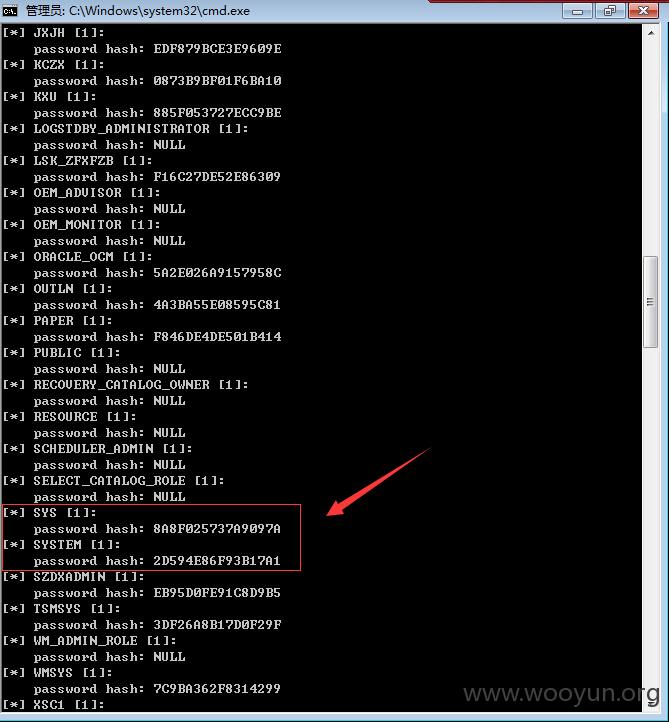 管理员: C:\Windows\system32\cmd.exe
[*] JXJH [1]:
password hash: EDF879BCE3E9609E
[*] KCZX [1]:
password hash: 0873B9BF01F6BA10
[*] KXU [1]:
password hash: 885F053727ECC9BE
[*] LOGSTDBY_ADMINISTRATOR [1]:
password hash: NULL
[*] LSK_ZFXFZB [1]:
password hash: F16C27DE52E86309
[*] OEM_ADVISOR [1]:
password hash: NULL
[*] OEM_MONITOR [1]:
password hash: NULL
[*] ORACLE_OCM [1]:
password hash: 5A2E026A9157958C
[*] OUTLN [1]:
password hash: 4A3BA55E08595C81
[*] PAPER [1]:
password hash: F846DE4DE501B414
[*] PUBLIC [1]:
password hash: NULL
[*] RECOVERY_CATALOG_OWNER [1]:
password hash: NULL
[*] RESOURCE [1]:
password hash: NULL
[*] SCHEDULER_ADMIN [1]:
password hash: NULL
[*] SELECT_CATALOG_ROLE [1]:
password hash: NULL
[*] SYS [1]:
password hash: 8A8F025737A9097A
[*] SYSTEM [1]:
password hash: 2D594E86F93B17A1
[*] SZDXADMIN [1]:
password hash: EB95D0FE91C8D9B5
[*] TSMSYS [1]:
password hash: 3DF26A8B17D0F29F
[*] WM_ADMIN_ROLE [1]:
password hash: NULL
[*] WMSYS [1]:
password hash: 7C9BA362F8314299
[*] XSC1 [1]:
www.wooyun.org